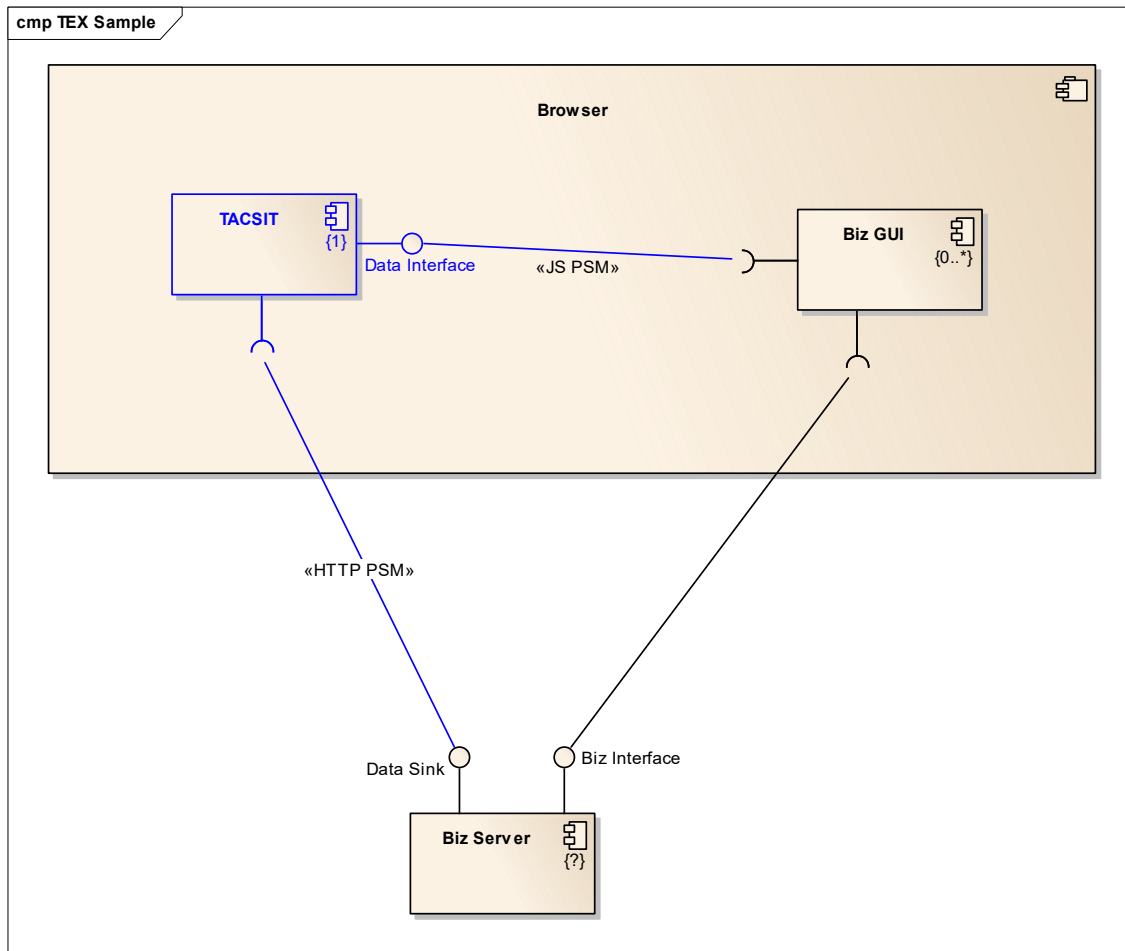 cmp TEX Sample
Browser
TACSIT
{1}
Data Interface
«JS PSM»
Biz GUI
{0..*}
«HTTP PSM»
Data Sink
Biz Interface
Biz Server
{?}